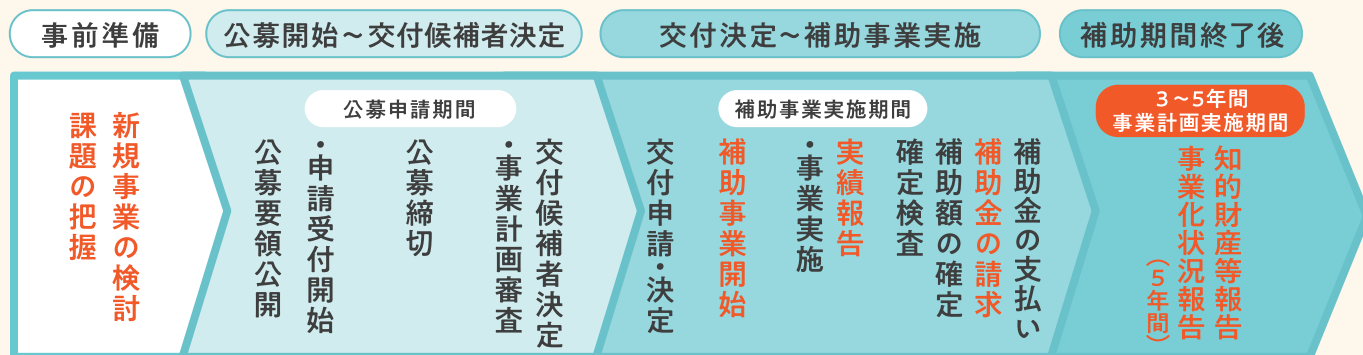 事前準備
公募開始～交付候補者決定
交付決定～補助事業実施
補助期間終了後
新規事業の検討
課題の把握
公募申請期間
公募要領公開
・申請受付開始
公募締切
・事業計画審査
交付候補者決定
補助事業実施期間
交付申請・決定
補助事業開始
・事業実施
実績報告
確定検査
補助額の確定
補助金の請求
補助金の支払い
3～5年間
事業計画実施期間
知的財産等報告
事業化状況報告
（5年間）